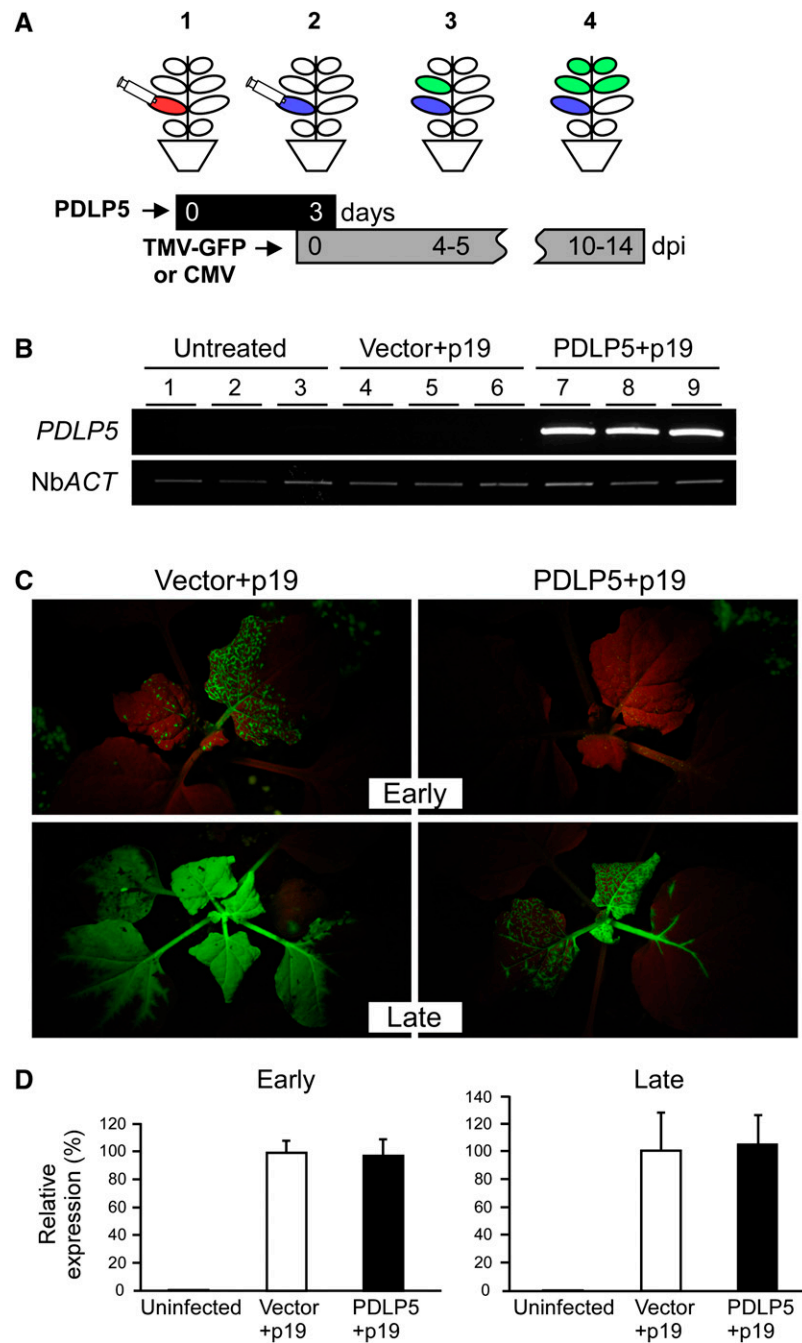 A
1 2 3 4
PDLP5 → 0 3 days
TMV-GFP → 0 4-5 10-14 dpi
or CMV
B
Untreated Vector+p19 PDLP5+p19
1 2 3 4 5 6 7 8 9
PDLP5
NbACT
C
Vector+p19 PDLP5+p19
Early
Late
D
Early Late
Relative
expression (%)
120
100
80
60
40
20
0
Uninfected Vector PDLP5
+p19 +p19
140
120
100
80
60
40
20
0
Uninfected Vector PDLP5
+p19 +p19